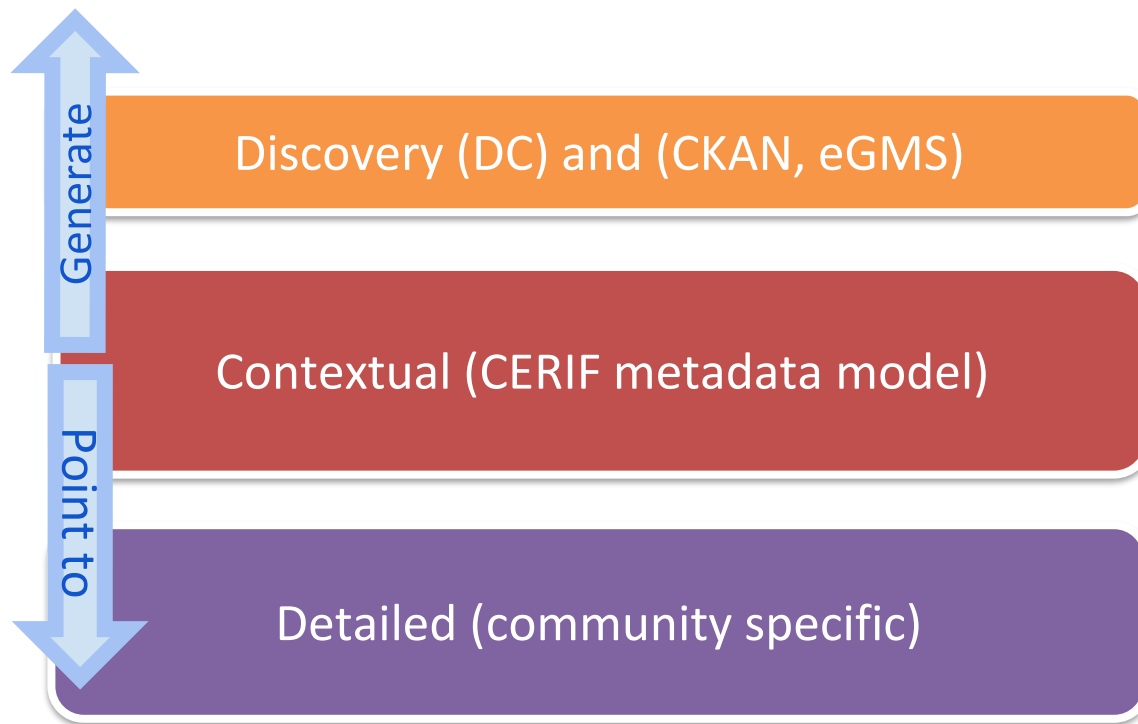 Generate
Discovery (DC) and (CKAN, eGMS)
Contextual (CERIF metadata model)
Point to
Detailed (community specific)